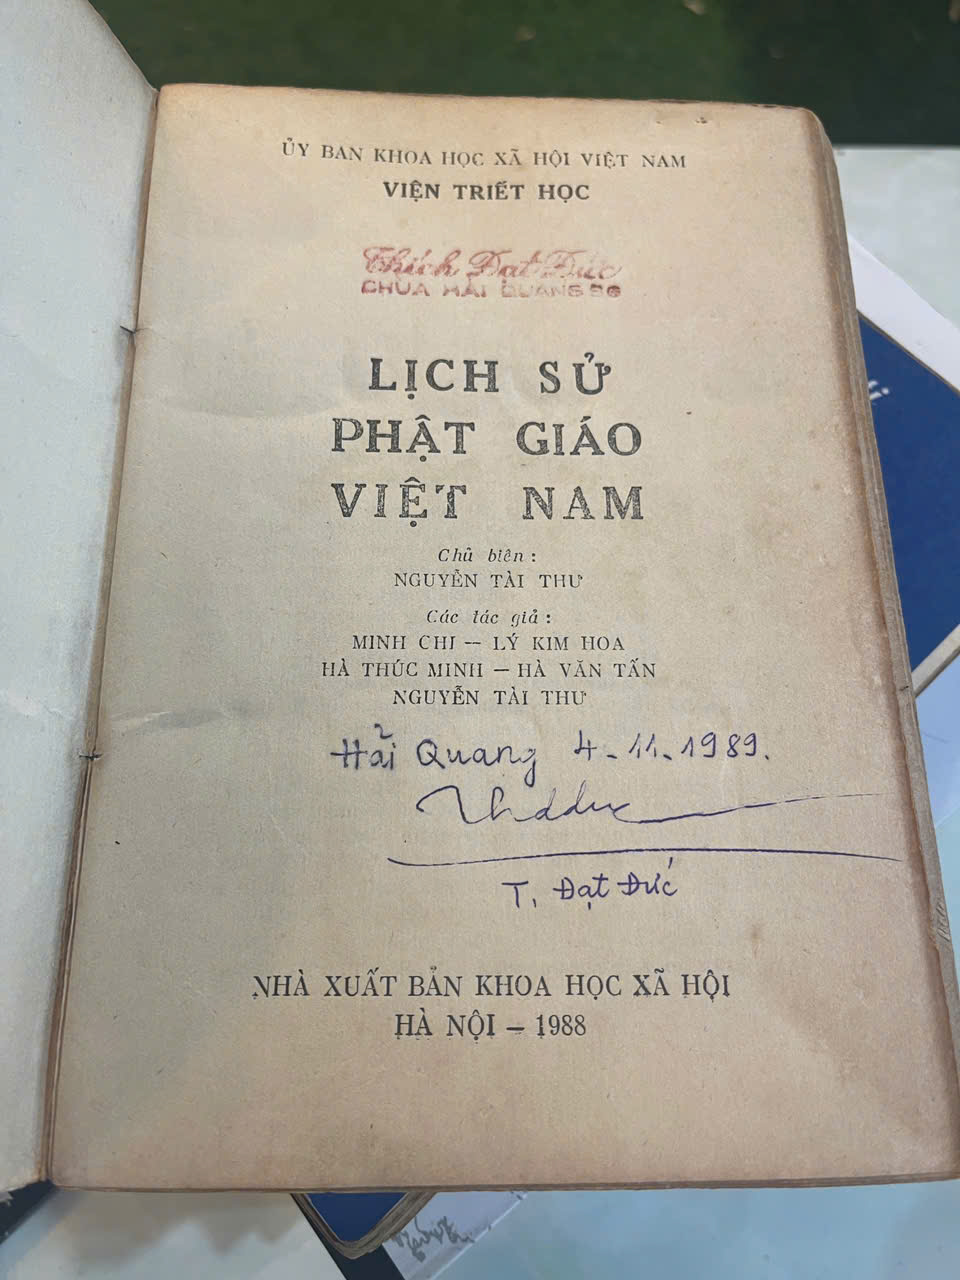 ỦY BAN KHOA HỌC XÃ HỘI VIỆT NAM
VIỆN TRIẾT HỌC
Thích Đạt Đức
CHÙA HẢI QUANG SG
LỊCH SỬ
PHẬT GIÁO
VIỆT NAM
Chủ biên :
NGUYỄN TÀI THƯ
Các tác giả :
MINH CHI — LÝ KIM HOA
HÀ THÚC MINH — HÀ VĂN TẤN
NGUYỄN TÀI THƯ
Hải Quang 4-11-1989.
T. Đạt Đức
NHÀ XUẤT BẢN KHOA HỌC XÃ HỘI
HÀ NỘI — 1988